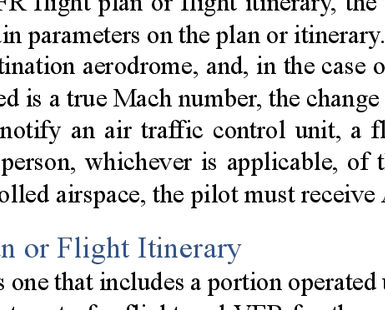 FR flight plan or flight itinerary, the
in parameters on the plan or itinerary.
tination aerodrome, and, in the case o
ed is a true Mach number, the change
notify an air traffic control unit, a fl
person, whichever is applicable, of t
olled airspace, the pilot must receive
n or Flight Itinerary
s one that includes a portion operated u